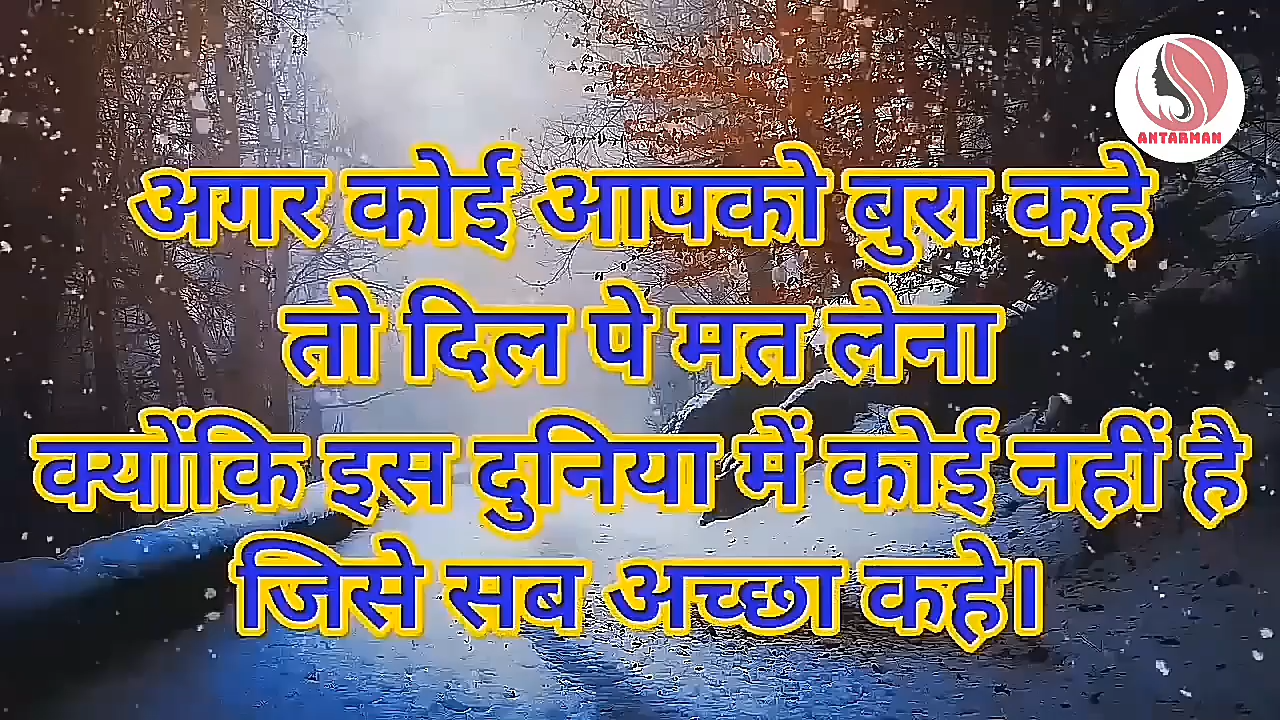 ANTARMAN
अगर कोई आपको बुरा कहे
तो दिल पे मत लेना
क्योंकि इस दुनिया में कोई नहीं है
जिसे सब अच्छा कहे।